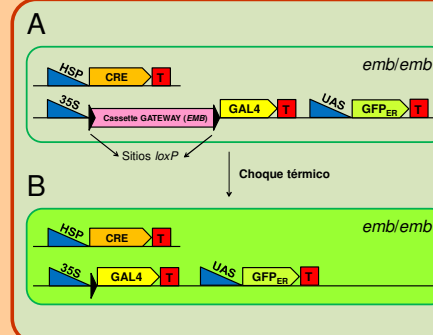 A
emb/emb
HSP CRE T
35S Cassette GATEWAY (EMB) GAL4 T UAS GFPER T
Sitios loxP
Choque térmico
B
emb/emb
HSP CRE T
35S GAL4 T UAS GFPER T